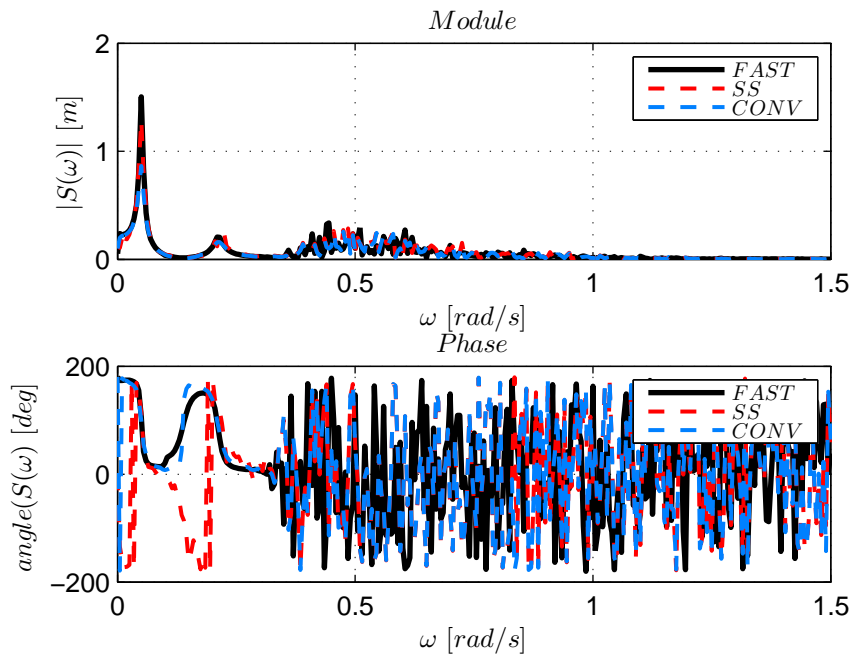 Module
|S(ω)| [m]
2
1
0
FAST
SS
CONV
0 0.5 1 1.5
ω [rad/s]
Phase
angle(S(ω) [deg]
200
0
−200
FAST
SS
CONV
0 0.5 1 1.5
ω [rad/s]